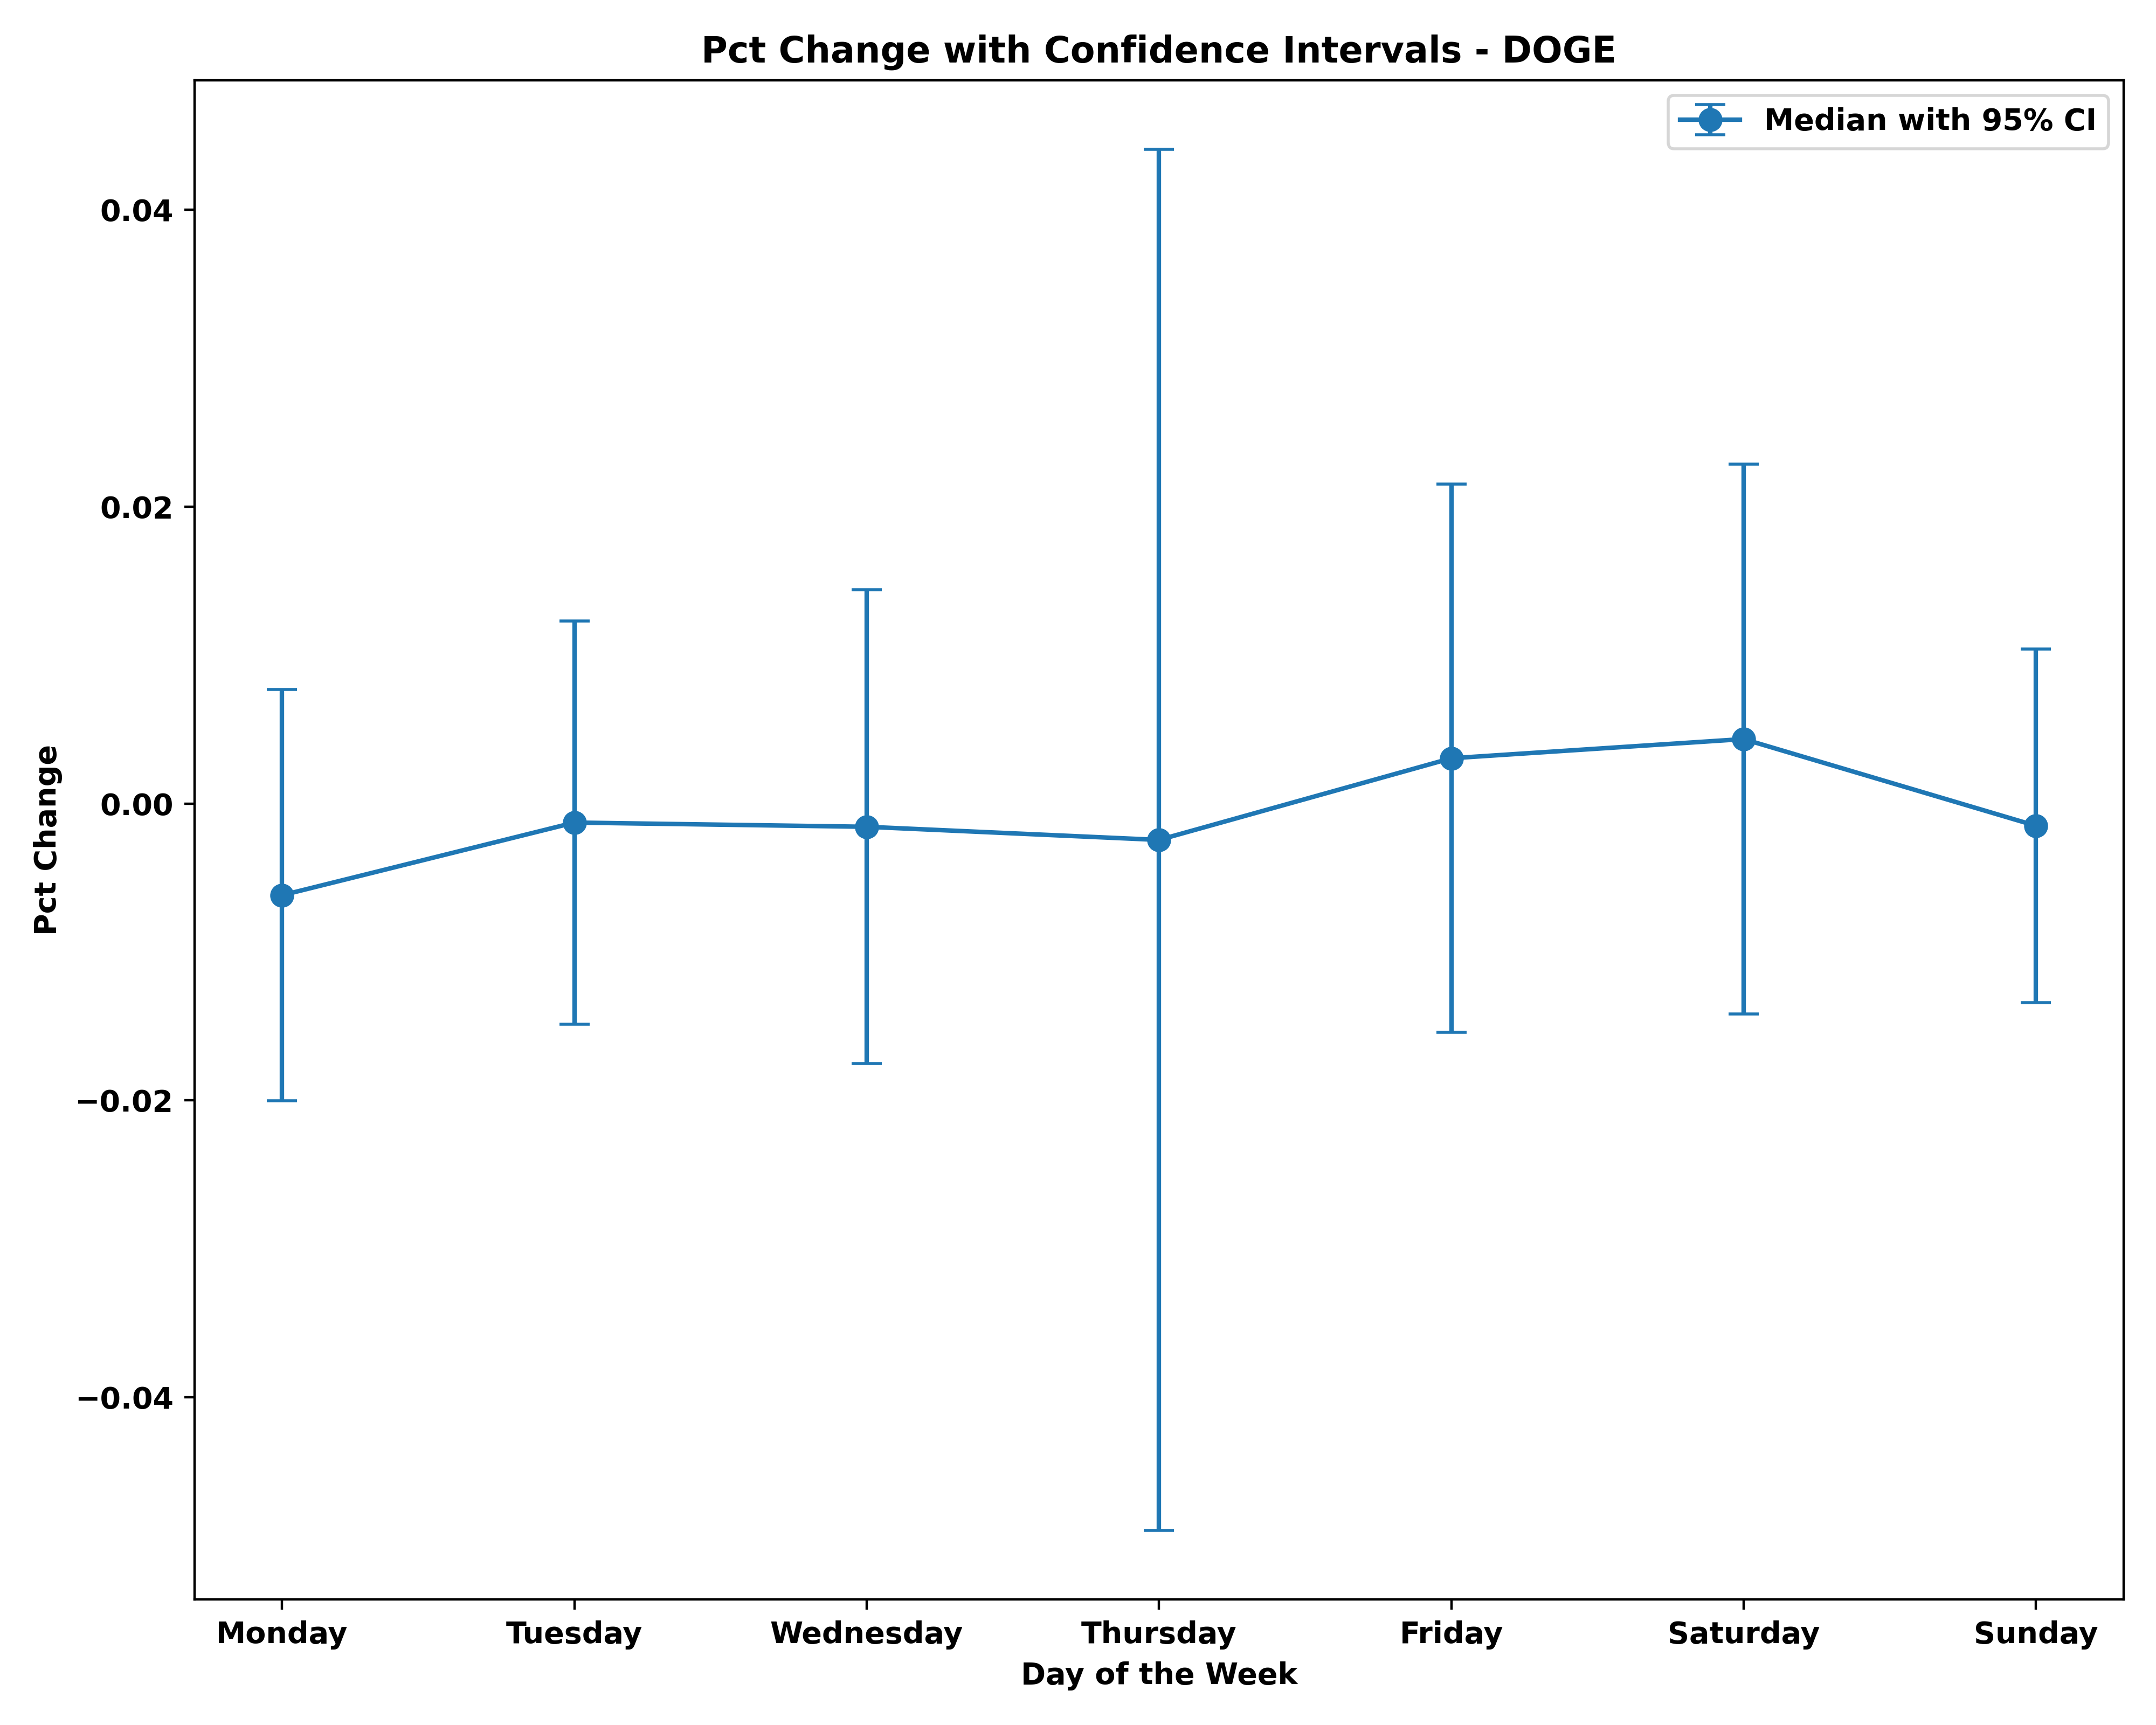 Pct Change with Confidence Intervals - DOGE
Median with 95% CI
0.04
0.02
0.00
−0.02
−0.04
Pct Change
Monday
Tuesday
Wednesday
Thursday
Friday
Saturday
Sunday
Day of the Week